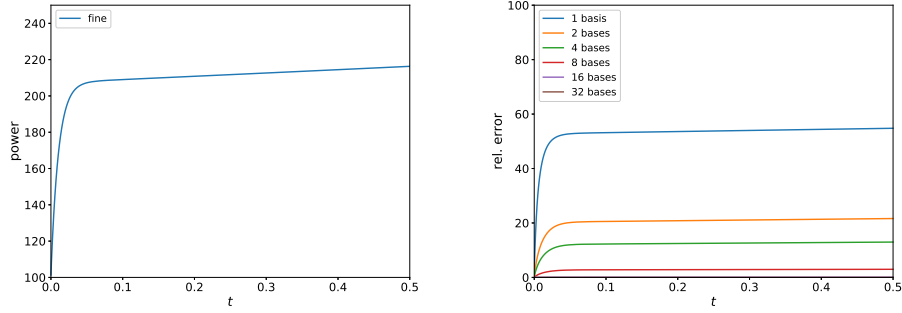 240
220
200
180
160
140
120
100
0.0 0.1 0.2 0.3 0.4 0.5
power
t
fine
100
80
60
40
20
0
0.0 0.1 0.2 0.3 0.4 0.5
rel. error
t
1 basis
2 bases
4 bases
8 bases
16 bases
32 bases